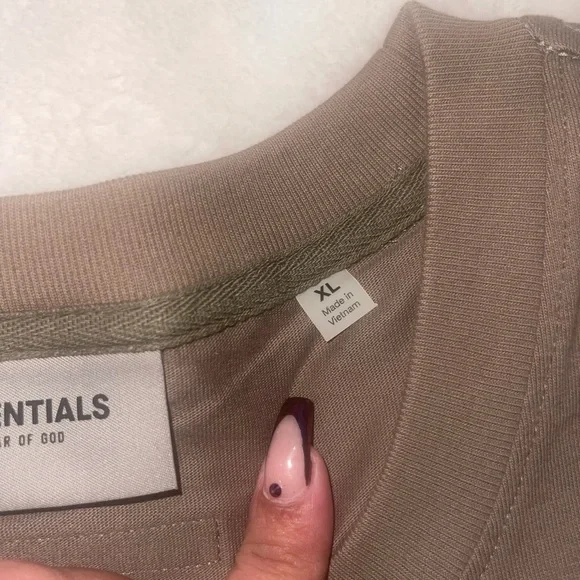 XL
Made in
Vietnam
ENTIALS
AR OF GOD